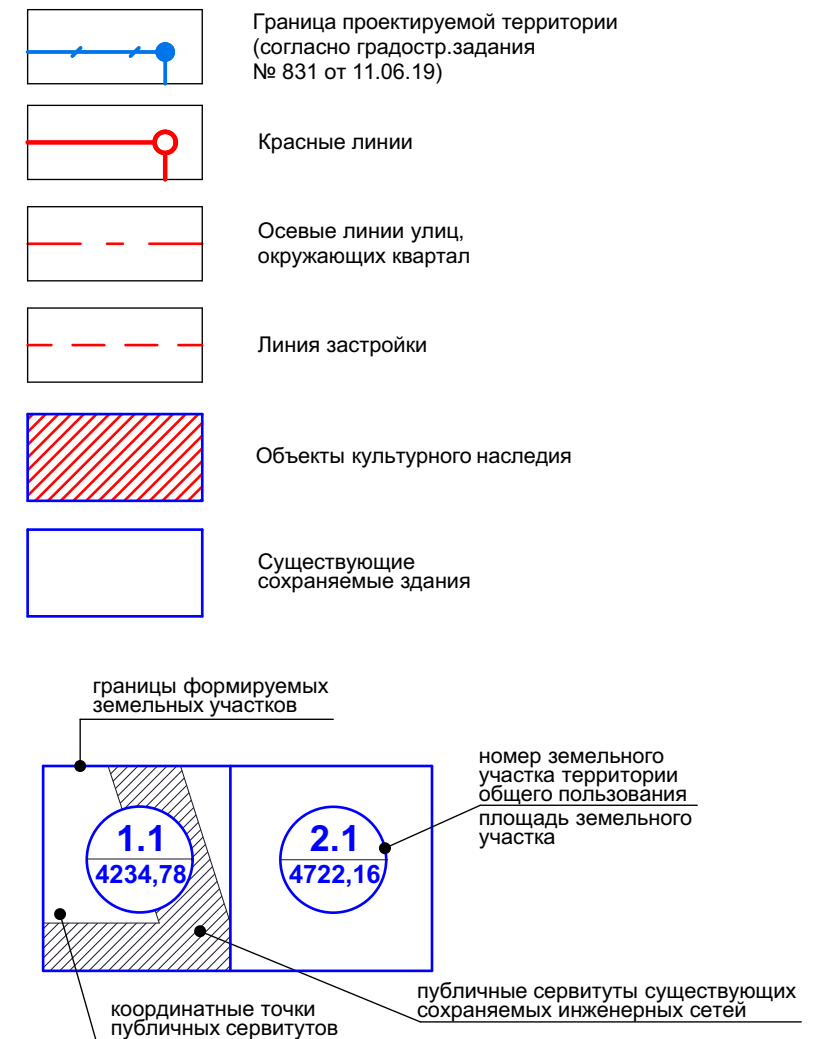 Граница проектируемой территории
(согласно градостр.задания
№ 831 от 11.06.19)
Красные линии
Осевые линии улиц,
окружающих квартал
Линия застройки
Объекты культурного наследия
Существующие
сохраняемые здания
границы формируемых
земельных участков
номер земельного
участка территории
общего пользования
площадь земельного
участка
1.1
4234,78
2.1
4722,16
публичные сервитуты существующих
сохраняемых инженерных сетей
координатные точки
публичных сервитутов